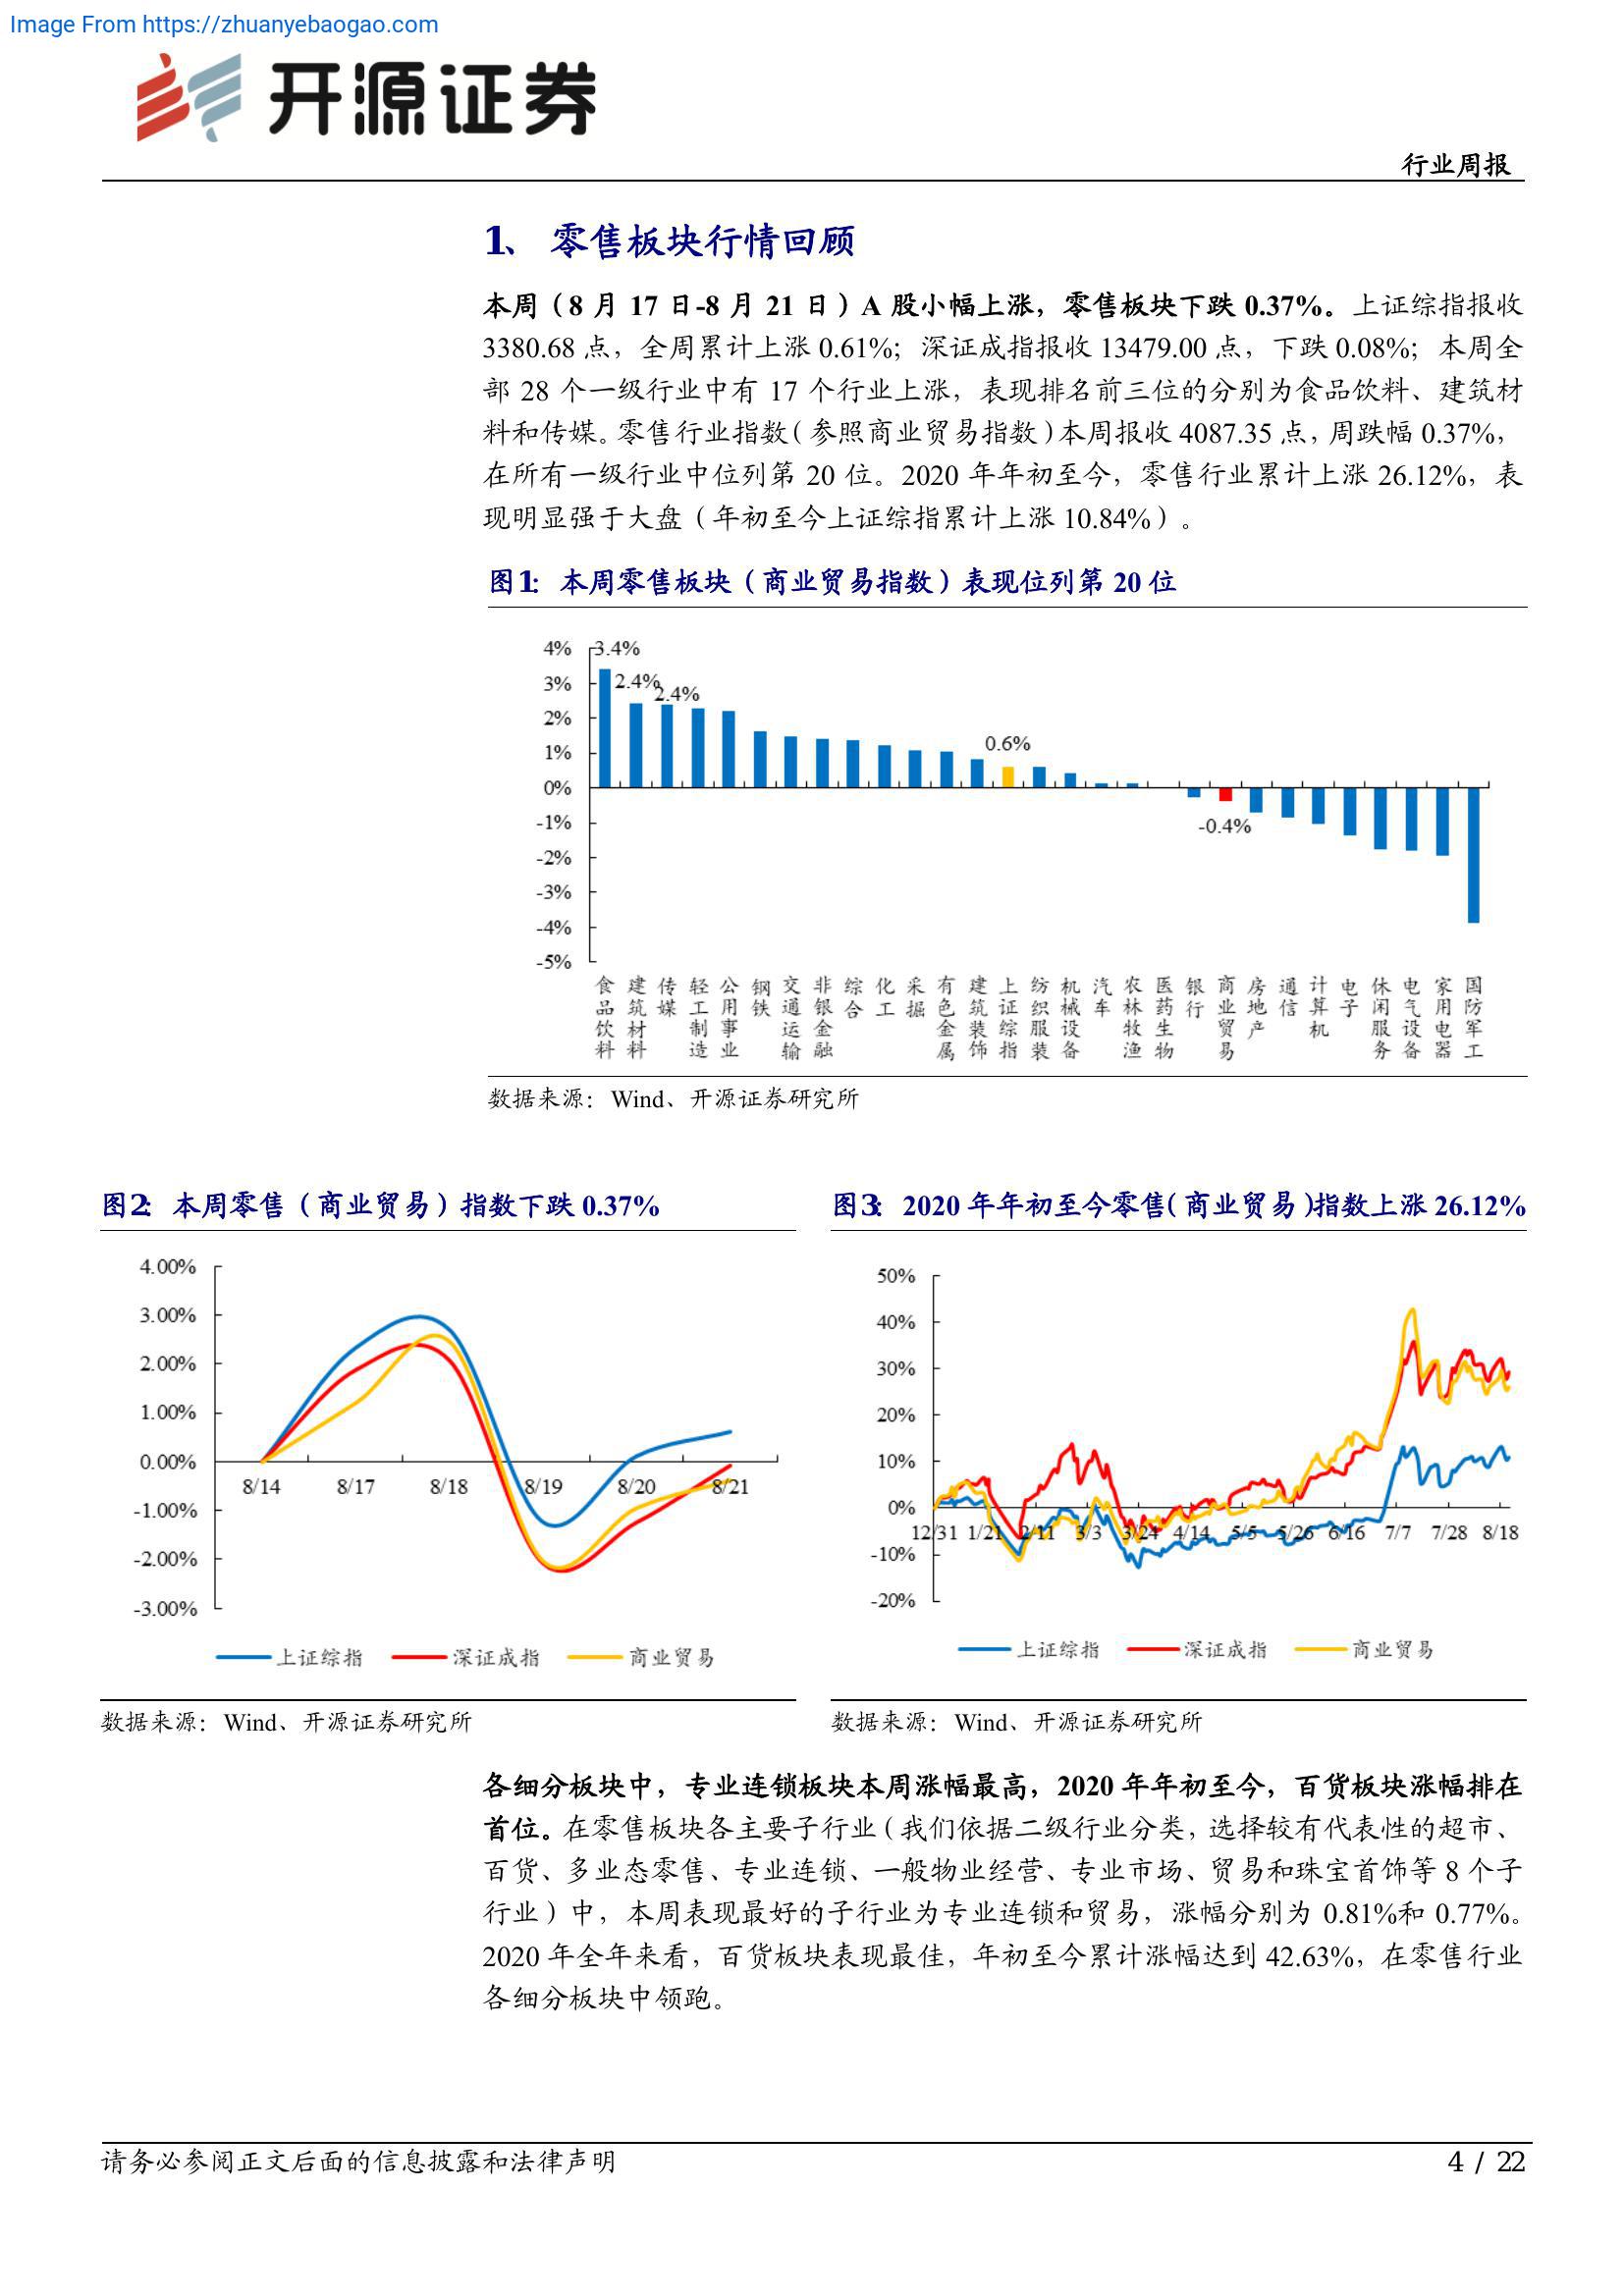 Image From https://zhuanyebaogao.com
开源证券
行业周报
1、 零售板块行情回顾
本周（8 月 17 日-8 月 21 日）A 股小幅上涨，零售板块下跌 0.37%。上证综指报收
3380.68 点，全周累计上涨 0.61%；深证成指报收 13479.00 点，下跌 0.08%；本周全
部 28 个一级行业中有 17 个行业上涨，表现排名前三位的分别为食品饮料、建筑材
料和传媒。零售行业指数（参照商业贸易指数）本周报收 4087.35 点，周跌幅 0.37%，
在所有一级行业中位列第 20 位。2020 年年初至今，零售行业累计上涨 26.12%，表
现明显强于大盘（年初至今上证综指累计上涨 10.84%）。
图1： 本周零售板块（商业贸易指数）表现位列第 20 位
4%
3%
2%
1%
0%
-1%
-2%
-3%
-4%
-5%
3.4%
2.4%
2.4%
0.6%
-0.4%
食品饮料
建筑材料
传媒
轻工制造
公用事业
钢铁
交通运输
非银金融
综合
化工
采掘
有色金属
建筑装饰
上证综指
纺织服装
机械设备
汽车
农林牧渔
医药生物
银行
商业贸易
房地产
通信
计算机
电子
休闲服务
电气设备
家用电器
国防军工
数据来源：Wind、开源证券研究所
图2： 本周零售（商业贸易）指数下跌 0.37%
4.00%
3.00%
2.00%
1.00%
0.00%
-1.00%
-2.00%
-3.00%
8/14 8/17 8/18 8/19 8/20 8/21
上证综指 深证成指 商业贸易
数据来源：Wind、开源证券研究所
图3： 2020 年年初至今零售（商业贸易）指数上涨 26.12%
50%
40%
30%
20%
10%
0%
-10%
-20%
12/31 1/21 2/11 3/3 3/24 4/14 5/5 5/26 6/16 7/7 7/28 8/18
上证综指 深证成指 商业贸易
数据来源：Wind、开源证券研究所
各细分板块中，专业连锁板块本周涨幅最高，2020 年年初至今，百货板块涨幅排在
首位。在零售板块各主要子行业（我们依据二级行业分类，选择较有代表性的超市、
百货、多业态零售、专业连锁、一般物业经营、专业市场、贸易和珠宝首饰等 8 个子
行业）中，本周表现最好的子行业为专业连锁和贸易，涨幅分别为 0.81%和 0.77%。
2020 年全年来看，百货板块表现最佳，年初至今累计涨幅达到 42.63%，在零售行业
各细分板块中领跑。
请务必参阅正文后面的信息披露和法律声明
4 / 22